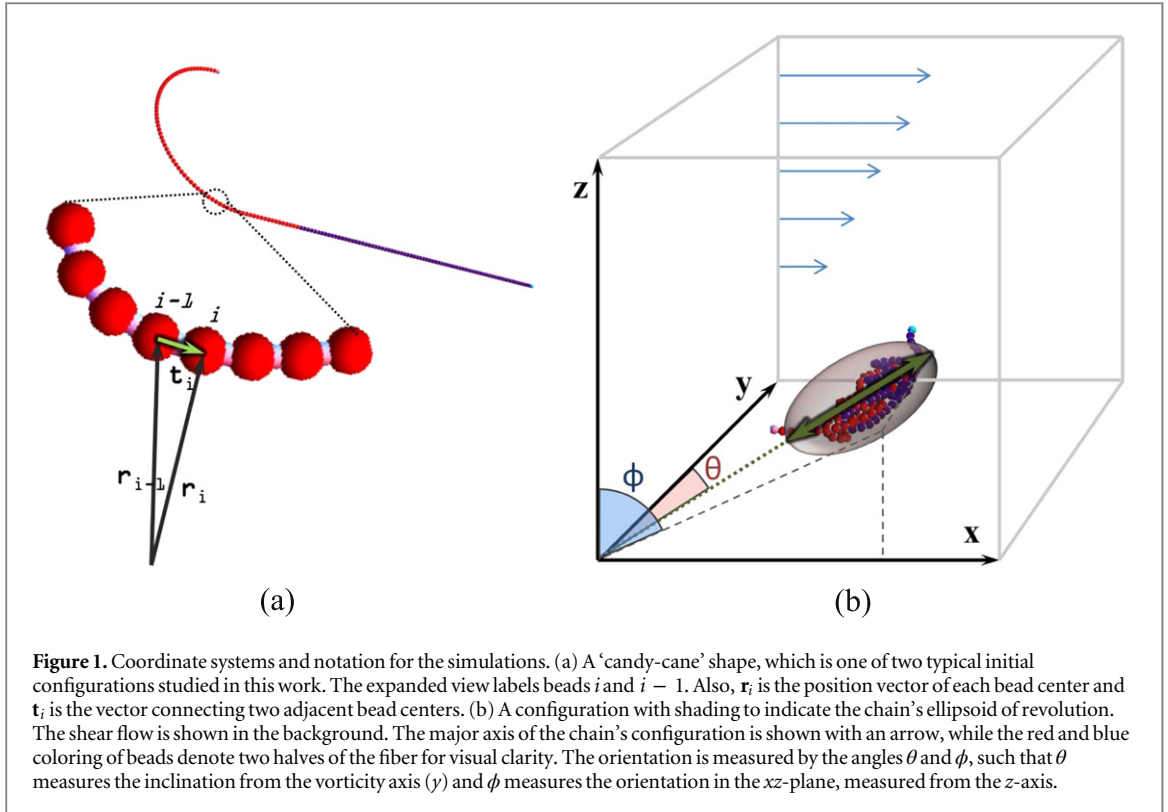 z
y
x
θ
ϕ
i-1
i
t_i
r_{i-1}
r_i
(a)
(b)
Figure 1. Coordinate systems and notation for the simulations. (a) A ‘candy-cane’ shape, which is one of two typical initial
configurations studied in this work. The expanded view labels beads i and i − 1. Also, r_i is the position vector of each bead center and
t_i is the vector connecting two adjacent bead centers. (b) A configuration with shading to indicate the chain’s ellipsoid of revolution.
The shear flow is shown in the background. The major axis of the chain’s configuration is shown with an arrow, while the red and blue
coloring of beads denote two halves of the fiber for visual clarity. The orientation is measured by the angles θ and ϕ, such that θ
measures the inclination from the vorticity axis (y) and ϕ measures the orientation in the xz-plane, measured from the z-axis.